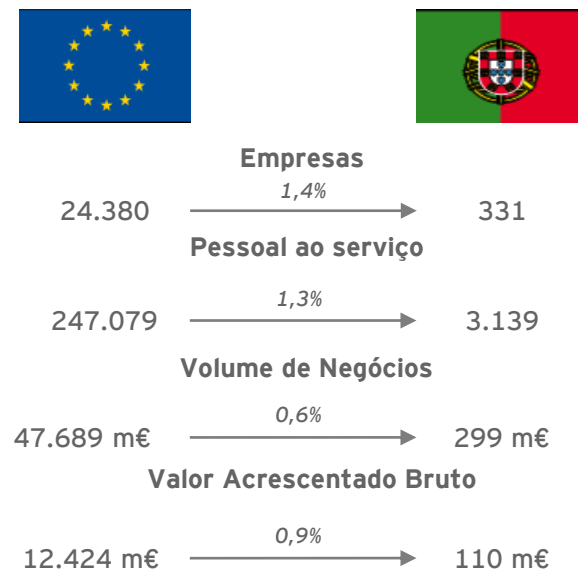 Empresas
1,4%
24.380
331
Pessoal ao serviço
1,3%
247.079
3.139
Volume de Negócios
0,6%
47.689 m€
299 m€
Valor Acrescentado Bruto
0,9%
12.424 m€
110 m€